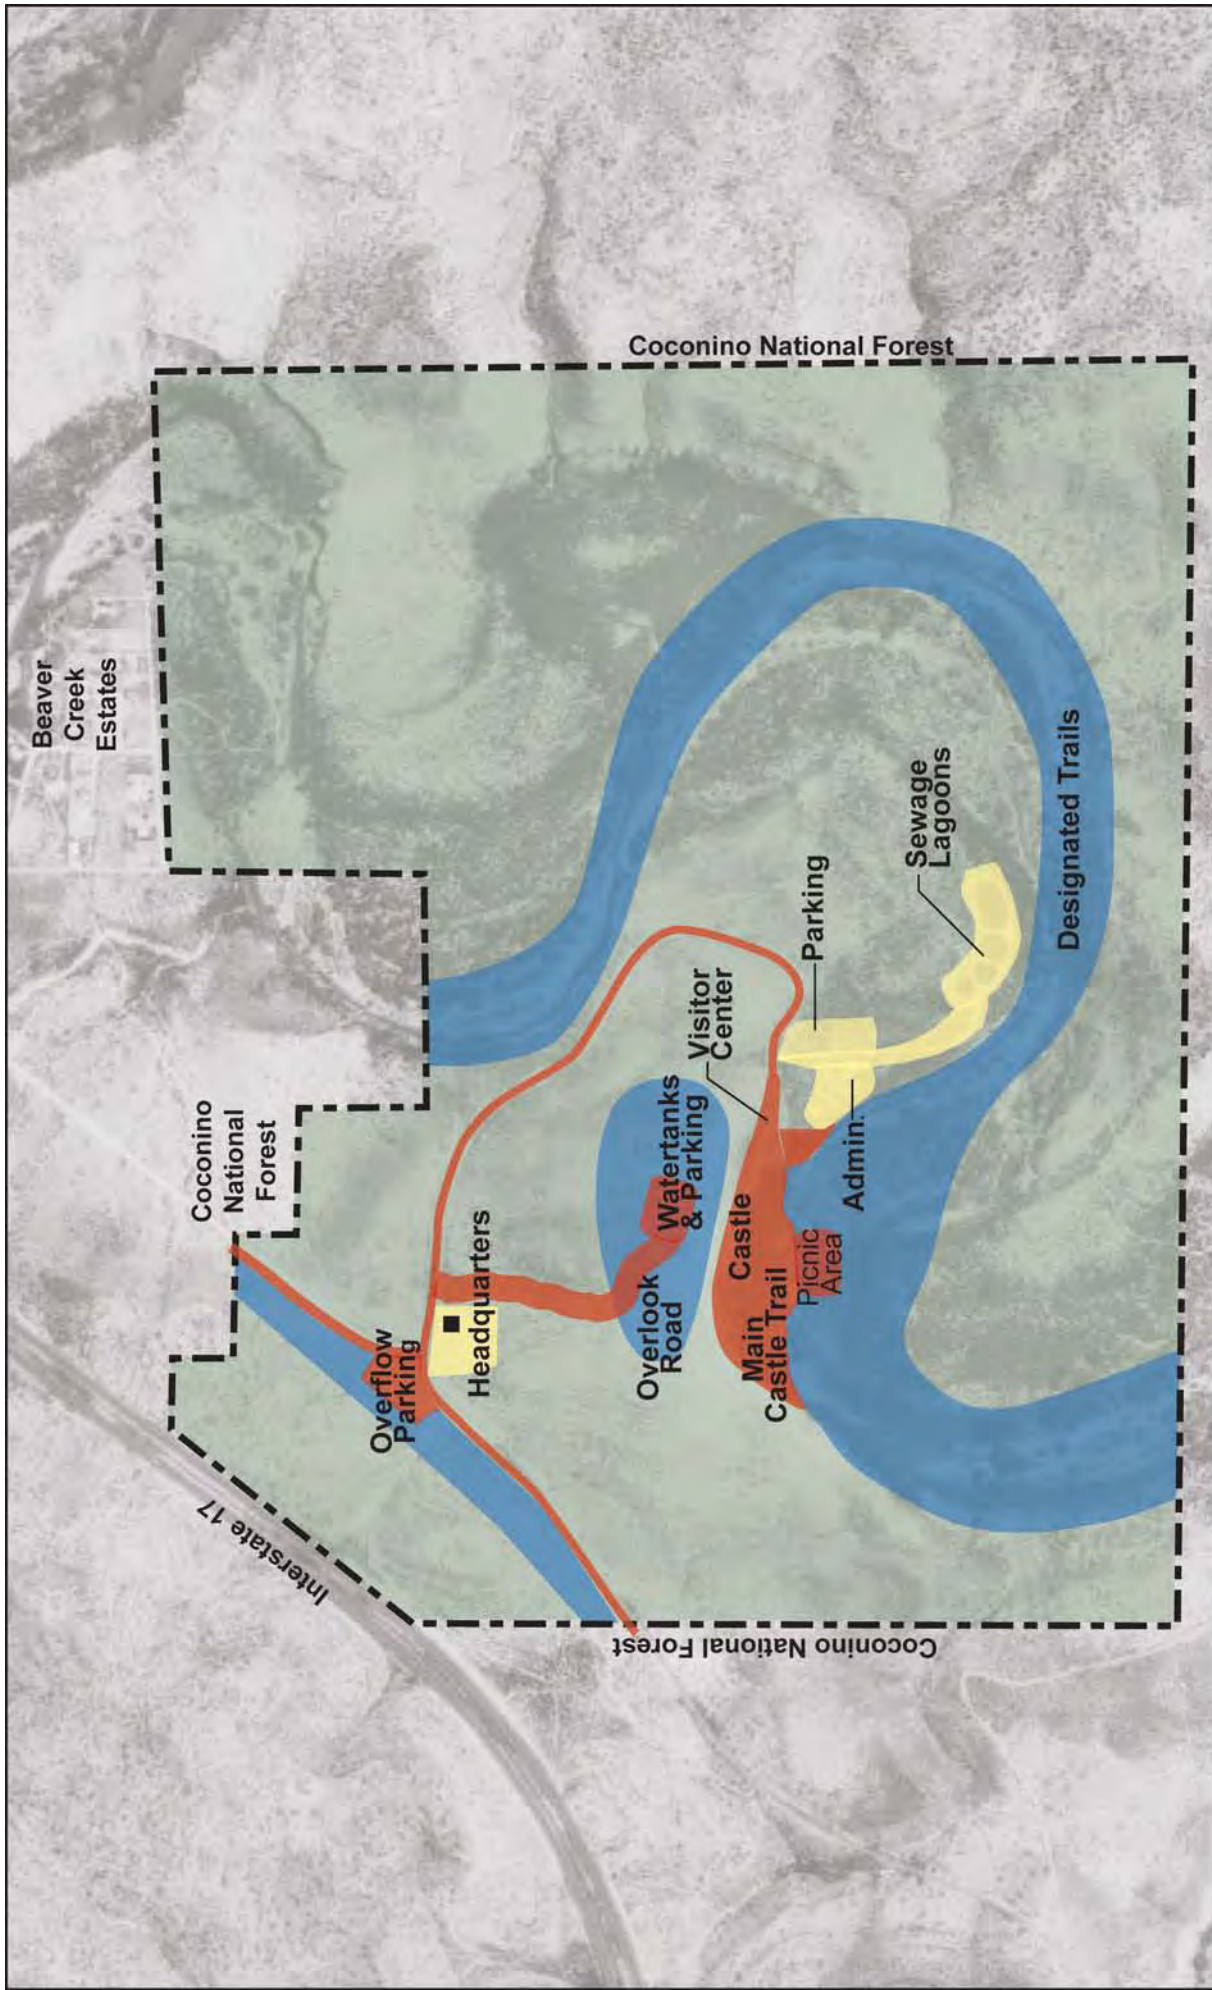 Beaver
Creek
Estates
Coconino National Forest
Coconino
National
Forest
Interstate 17
Overflow
Parking
Headquarters
Overlook
Road
Watertanks
& Parking
Visitor
Center
Parking
Sewage
Lagoons
Castle
Main
Castle Trail
Picnic
Area
Admin.
Designated Trails
Coconino National Forest